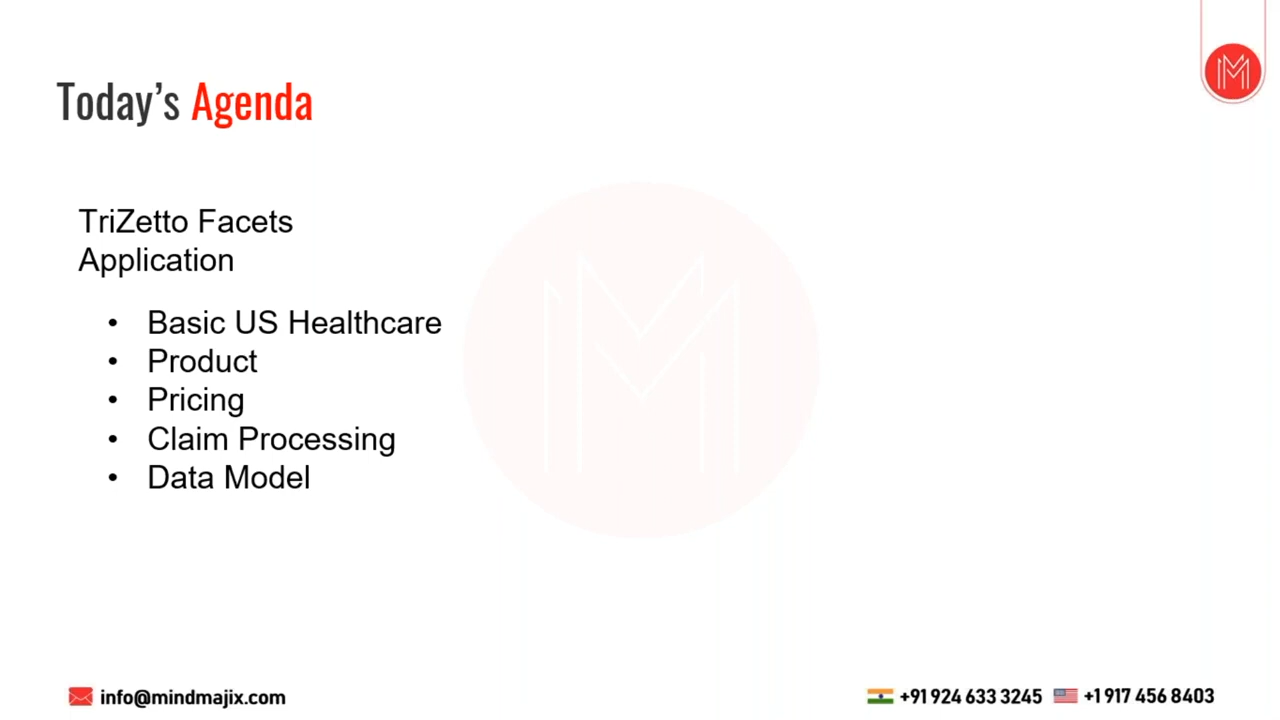 Today's Agenda
TriZetto Facets
Application
• Basic US Healthcare
• Product
• Pricing
• Claim Processing
• Data Model
info@mindmajix.com
+91 924 633 3245
+1 917 456 8403